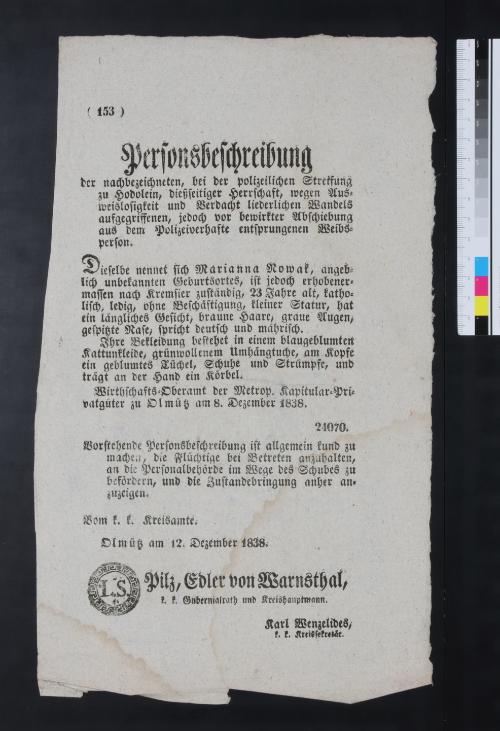 ( 153 )
Personsbeschreibung
der nachbezeichneten, bei der polizeilichen Streffung
zu Hodolein, dießseitiger Herrschaft, wegen Aus-
weislosigkeit und Verdacht liederlichen Wandels
aufgegriffenen, jedoch vor bewirkter Abschiebung
aus dem Polizeiverhafte entsprungenen Weibs-
person.
Dieselbe nennet sich Marianna Nowak, angeb-
lich unbekannten Geburtsortes, ist jedoch erhobener-
massen nach Kremsier zuständig, 23 Jahre alt, katho-
lisch, ledig, ohne Beschäftigung, kleiner Statur, hat
ein längliches Gesicht, braune Haare, graue Augen,
gespitzte Nase, spricht deutsch und mährisch.
Ihre Bekleidung bestehet in einem blaugeblumten
Kattunkleide, grünwollenem Umhängtuche, am Kopfe
ein geblumtes Tüchel, Schuhe und Strümpfe, und
trägt an der Hand ein Körbel.
Wirthschafts-Oberamt der Metrop. Kapitular-Pri-
vatgüter zu Olmütz am 8. Dezember 1838.
24070.
Vorstehende Personsbeschreibung ist allgemein kund zu
machen, die Flüchtige bei Betreten anzuhalten,
an die Personalbehörde im Wege des Schubes zu
befördern, und die Zustandebringung anher an-
zuzeigen.
Vom k. k. Kreisamte.
Olmütz am 12. Dezember 1838.
L.S.
Pilz, Edler von Warnsthal,
k. k. Gubernialrath und Kreishauptmann.
Karl Wenzelides,
k. k. Kreissekretär.